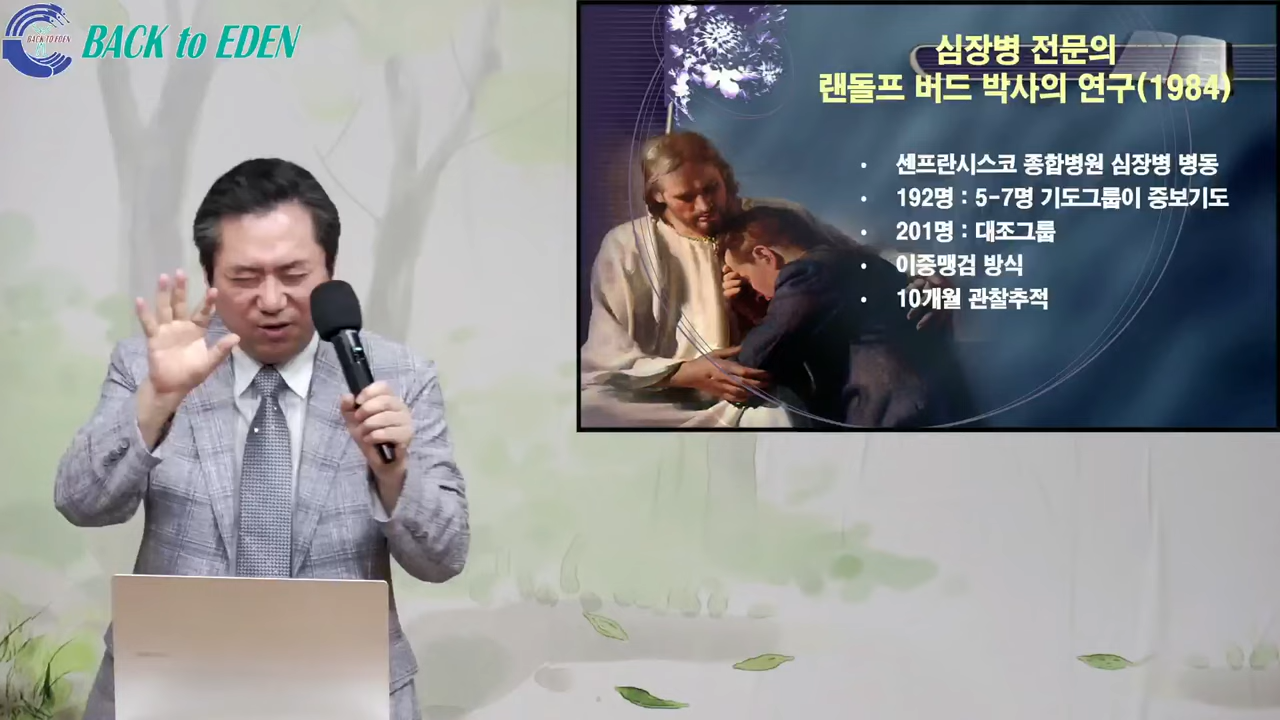 BACK TO EDEN
BACK to EDEN
심장병 전문의
랜돌프 버드 박사의 연구(1984)
• 센프란시스코 종합병원 심장병 병동
• 192명 : 5-7명 기도그룹이 중보기도
• 201명 : 대조그룹
• 이중맹검 방식
• 10개월 관찰추적